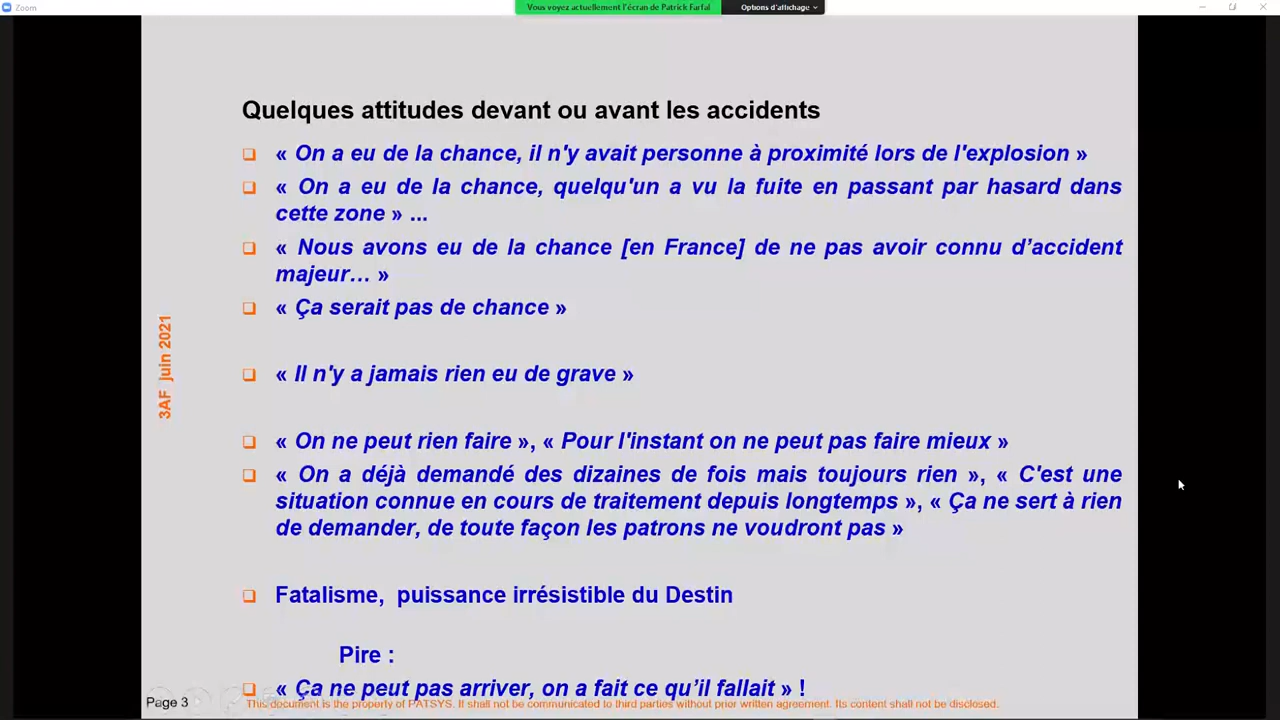 Zoom
Vous voyez actuellement l'écran de Patrick Farfal
Options d'affichage
Quelques attitudes devant ou avant les accidents
« On a eu de la chance, il n'y avait personne à proximité lors de l'explosion »
« On a eu de la chance, quelqu'un a vu la fuite en passant par hasard dans
cette zone » ...
« Nous avons eu de la chance [en France] de ne pas avoir connu d’accident
majeur… »
« Ça serait pas de chance »
« Il n'y a jamais rien eu de grave »
« On ne peut rien faire », « Pour l'instant on ne peut pas faire mieux »
« On a déjà demandé des dizaines de fois mais toujours rien », « C'est une
situation connue en cours de traitement depuis longtemps », « Ça ne sert à rien
de demander, de toute façon les patrons ne voudront pas »
Fatalisme, puissance irrésistible du Destin
Pire :
« Ça ne peut pas arriver, on a fait ce qu’il fallait » !
3AF juin 2021
Page 3
This document is the property of PATSYS. It shall not be communicated to third parties without prior written agreement. Its content shall not be disclosed.